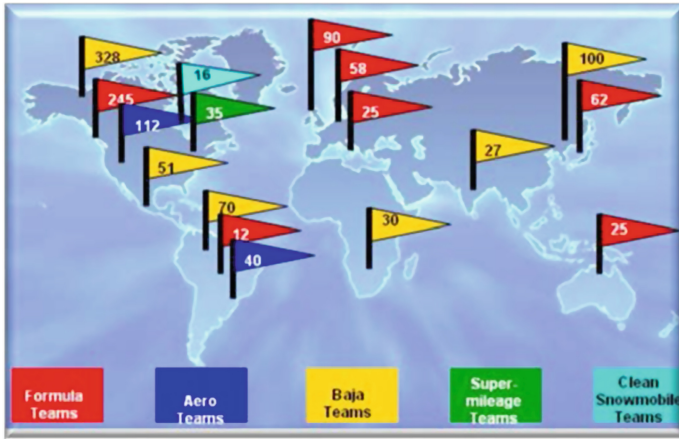 328
90
58
100
16
245
35
25
62
112
27
51
70
30
12
25
40
Formula
Teams
Aero
Teams
Baja
Teams
Super-
mileage
Teams
Clean
Snowmobile
Teams